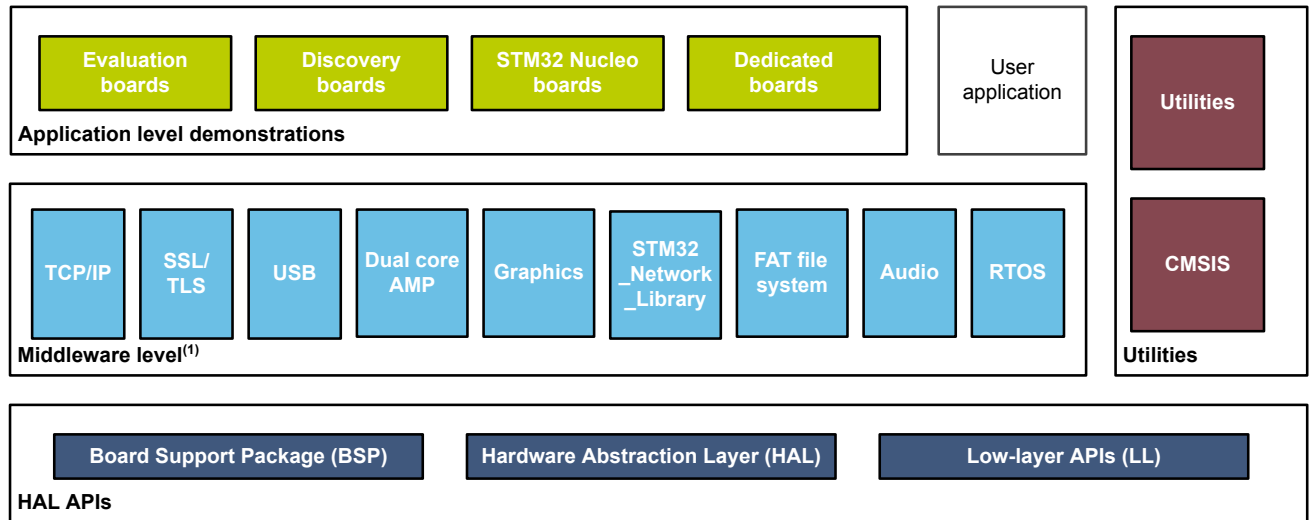 Evaluation
boards
Discovery
boards
STM32 Nucleo
boards
Dedicated
boards
Application level demonstrations
User
application
Utilities
CMSIS
Utilities
TCP/IP
SSL/
TLS
USB
Dual core
AMP
Graphics
STM32
_Network
_Library
FAT file
system
Audio
RTOS
Middleware level(1)
Board Support Package (BSP)
Hardware Abstraction Layer (HAL)
Low-layer APIs (LL)
HAL APIs